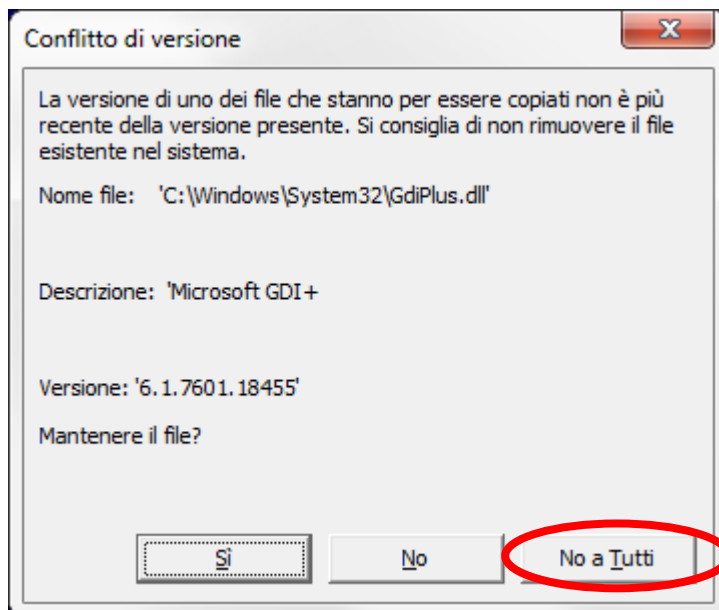 Conflitto di versione
La versione di uno dei file che stanno per essere copiati non è più
recente della versione presente. Si consiglia di non rimuovere il file
esistente nel sistema.
Nome file: 'C:\Windows\System32\GdiPlus.dll'
Descrizione: 'Microsoft GDI+
Versione: '6.1.7601.18455'
Mantenere il file?
Sì No No a Tutti